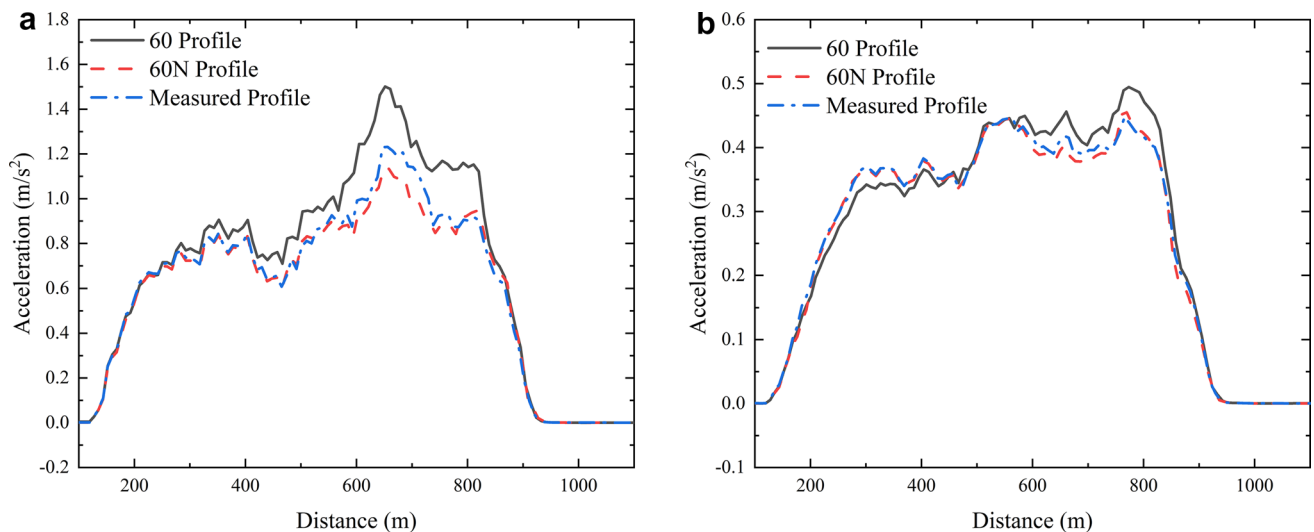 a
1.8
1.6
1.4
1.2
1.0
0.8
0.6
0.4
0.2
0.0
-0.2
Acceleration (m/s²)
60 Profile
60N Profile
Measured Profile
200
400
600
800
1000
Distance (m)
b
0.6
0.5
0.4
0.3
0.2
0.1
0.0
-0.1
Acceleration (m/s²)
60 Profile
60N Profile
Measured Profile
200
400
600
800
1000
Distance (m)